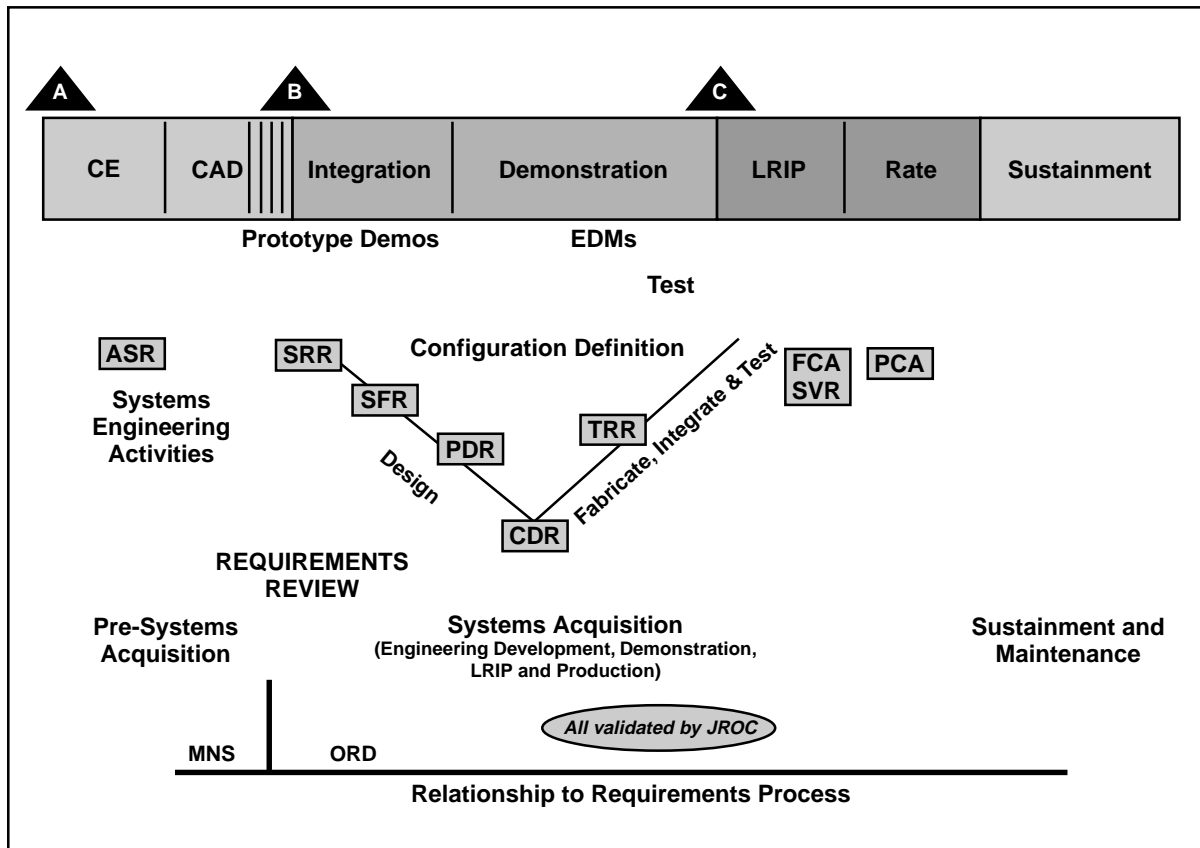 A
B
C
CE
CAD
Integration
Demonstration
LRIP
Rate
Sustainment
Prototype Demos
EDMs
Test
ASR
SRR
Configuration Definition
FCA
SVR
PCA
Systems
Engineering
Activities
SFR
PDR
TRR
Design
Fabricate, Integrate & Test
CDR
REQUIREMENTS
REVIEW
Pre-Systems
Acquisition
Systems Acquisition
(Engineering Development, Demonstration,
LRIP and Production)
Sustainment and
Maintenance
All validated by JROC
MNS
ORD
Relationship to Requirements Process